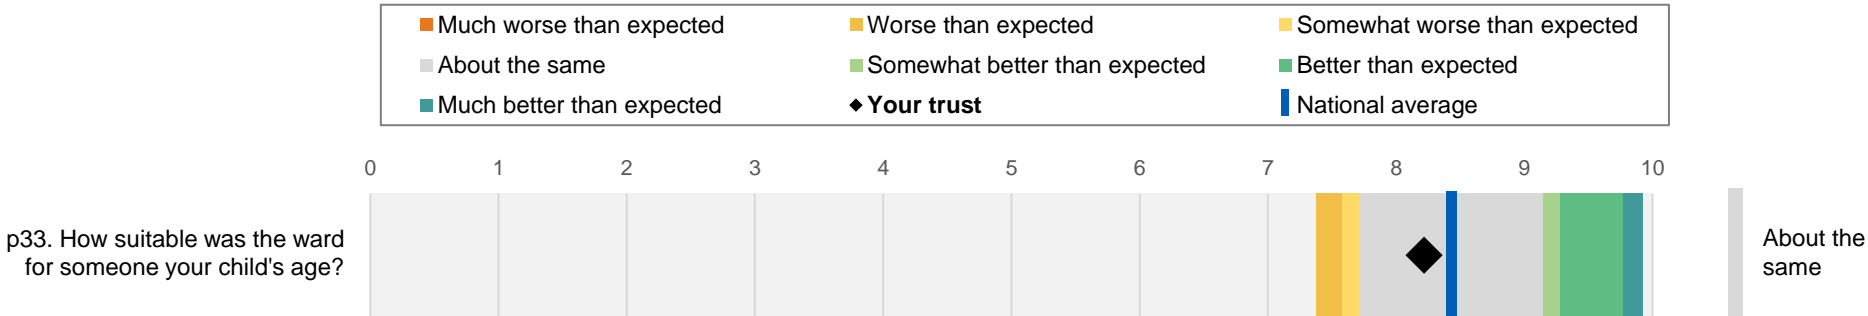 Much worse than expected Worse than expected Somewhat worse than expected
About the same Somewhat better than expected Better than expected
Much better than expected Your trust National average
0 1 2 3 4 5 6 7 8 9 10
p33. How suitable was the ward
for someone your child's age?
About the
same